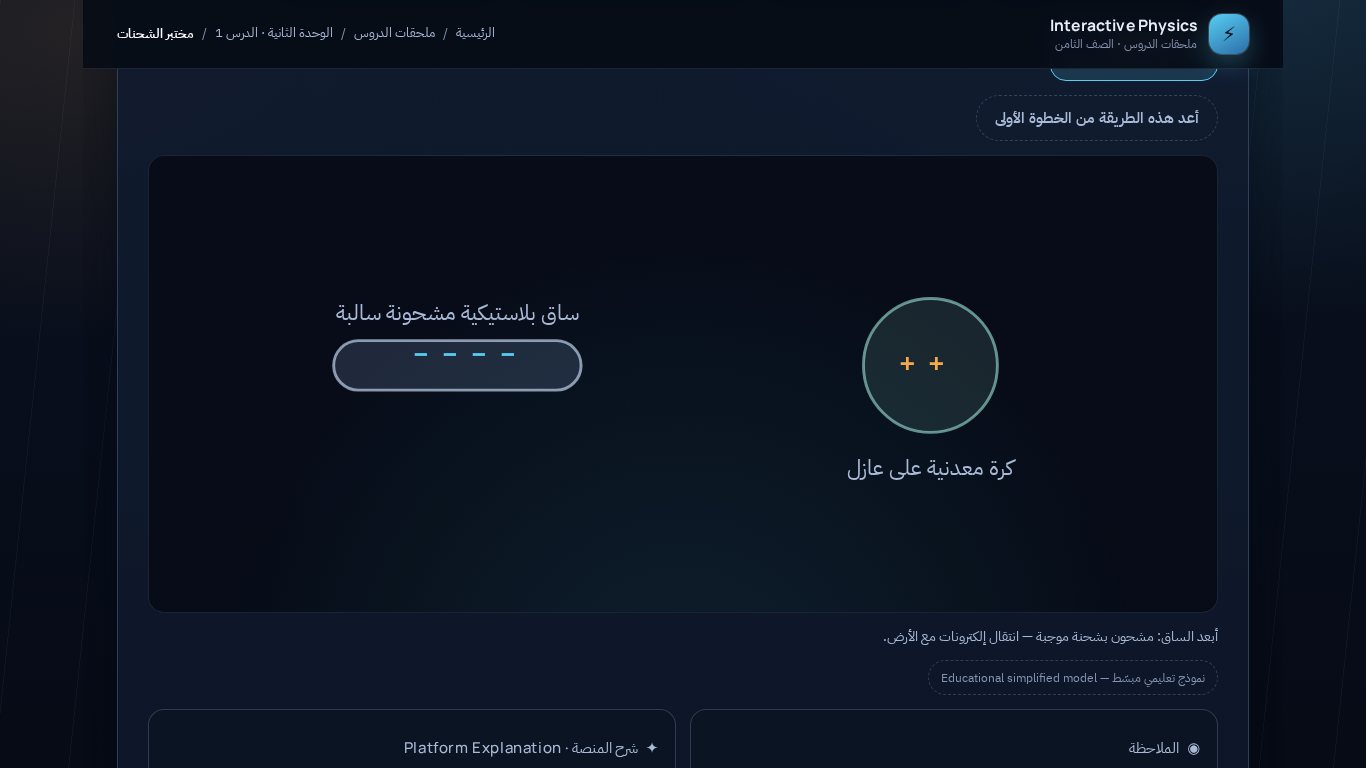 Interactive Physics
ملحقات الدروس · الصف الثامن
الرئيسية / ملحقات الدروس / الوحدة الثانية · الدرس 1 / مختبر الشحنات
أعد هذه الطريقة من الخطوة الأولى
ساق بلاستيكية مشحونة سالبة
− − − −
+ +
كرة معدنية على عازل
أبعد الساق: مشحون بشحنة موجبة — انتقال إلكترونات مع الأرض.
نموذج تعليمي مبسّط — Educational simplified model
◉ الملاحظة
✦ شرح المنصة · Platform Explanation